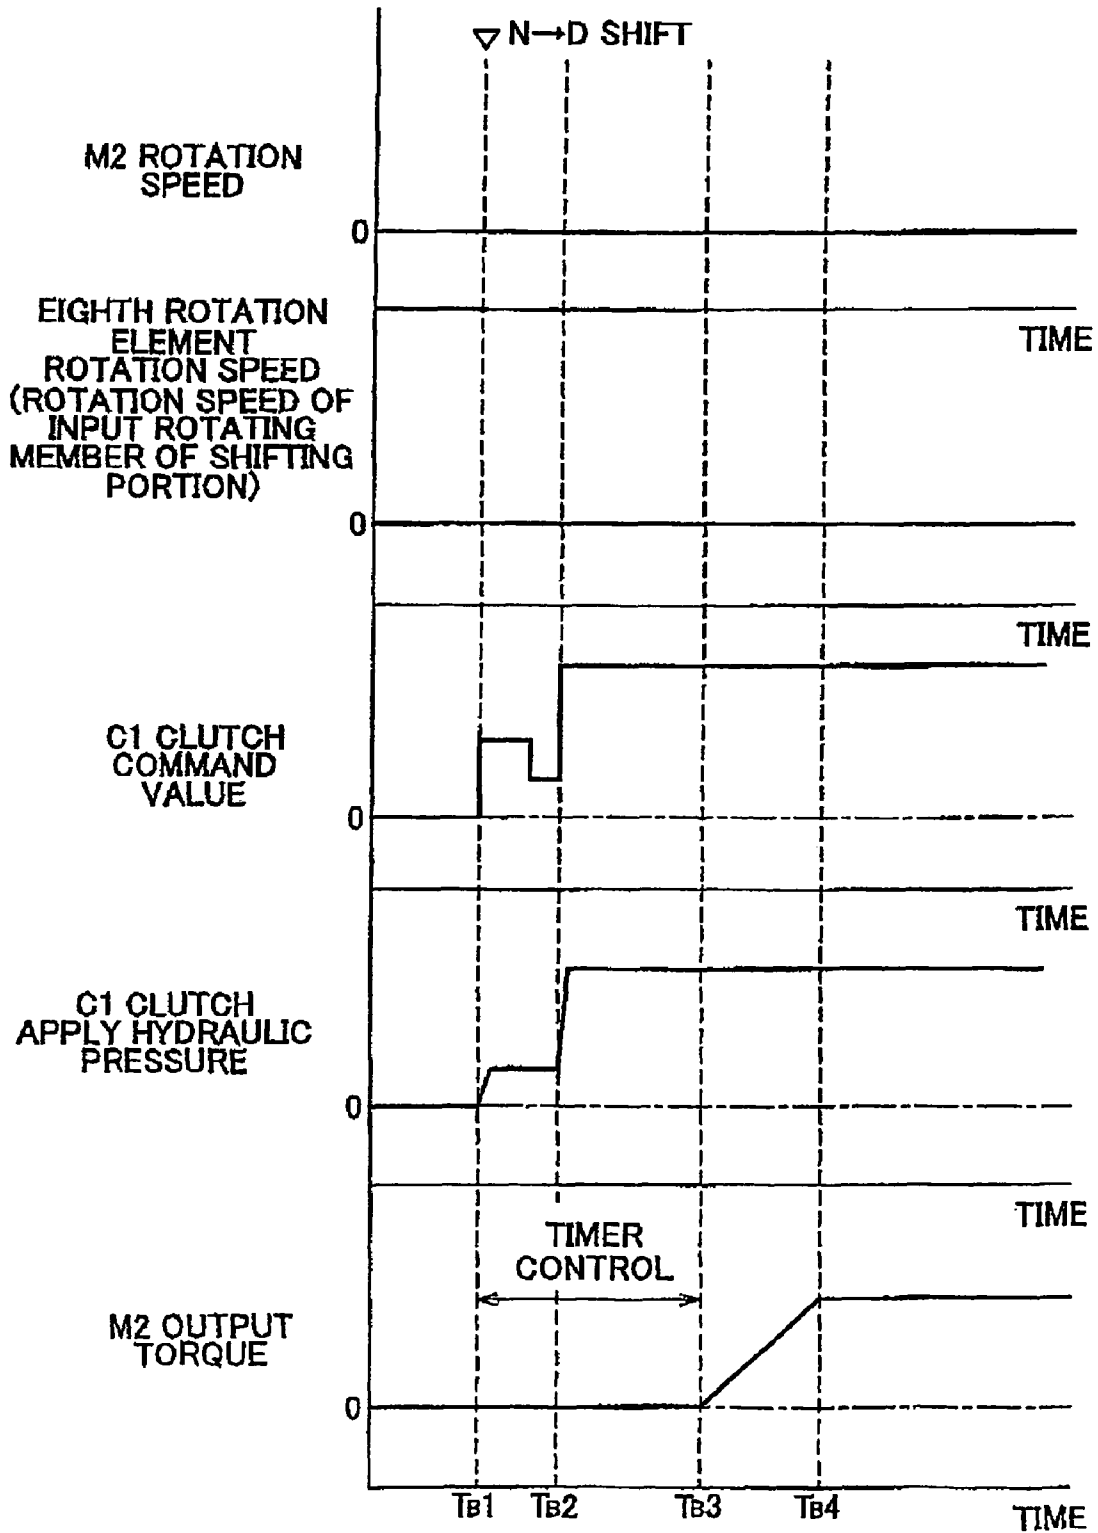 ▽ N→D SHIFT
M2 ROTATION
SPEED
0
EIGHTH ROTATION
ELEMENT
ROTATION SPEED
(ROTATION SPEED OF
INPUT ROTATING
MEMBER OF SHIFTING
PORTION)
TIME
0
TIME
C1 CLUTCH
COMMAND
VALUE
0
TIME
C1 CLUTCH
APPLY HYDRAULIC
PRESSURE
0
TIME
TIMER
CONTROL
M2 OUTPUT
TORQUE
0
TB1 TB2 TB3 TB4
TIME